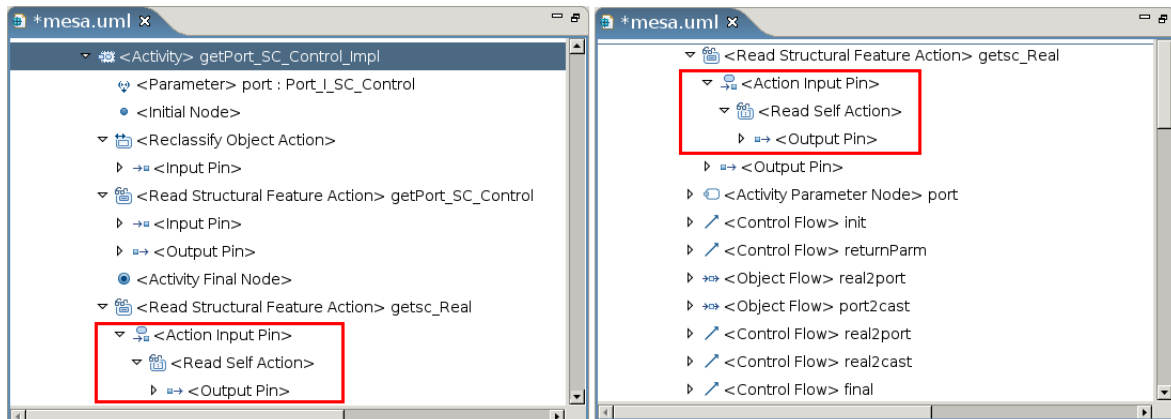 *mesa.uml
<Activity> getPort_SC_Control_Impl
<Parameter> port : Port_I_SC_Control
<Initial Node>
<Reclassify Object Action>
<Input Pin>
<Read Structural Feature Action> getPort_SC_Control
<Input Pin>
<Output Pin>
<Activity Final Node>
<Read Structural Feature Action> getsc_Real
<Action Input Pin>
<Read Self Action>
<Output Pin>
*mesa.uml
<Read Structural Feature Action> getsc_Real
<Action Input Pin>
<Read Self Action>
<Output Pin>
<Output Pin>
<Activity Parameter Node> port
<Control Flow> init
<Control Flow> returnParm
<Object Flow> real2port
<Object Flow> port2cast
<Control Flow> real2port
<Control Flow> real2cast
<Control Flow> final